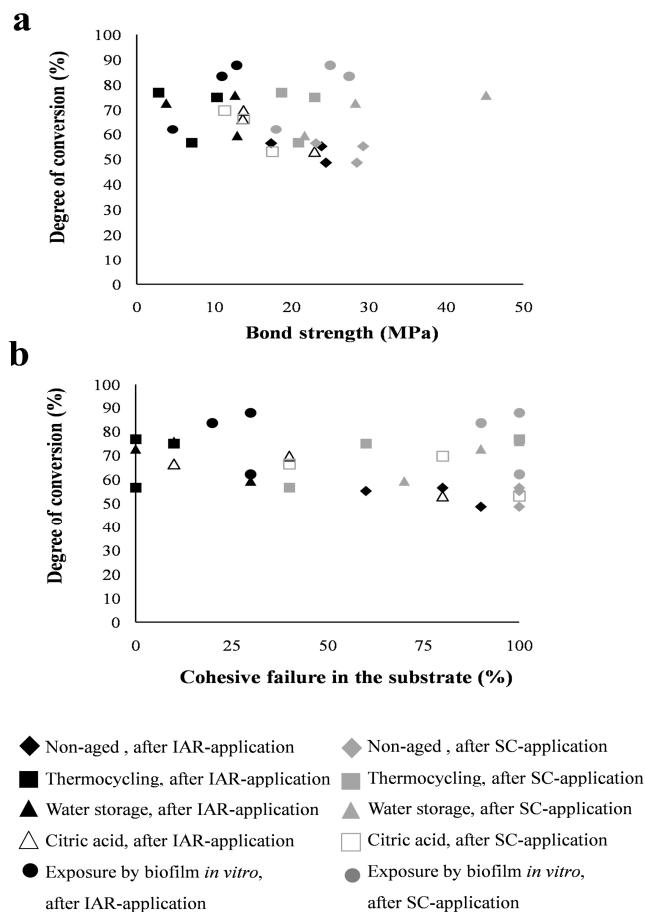 a
100
90
80
70
60
50
40
30
20
10
0
Degree of conversion (%)
0 10 20 30 40 50
Bond strength (MPa)
b
100
90
80
70
60
50
40
30
20
10
0
Degree of conversion (%)
0 25 50 75 100
Cohesive failure in the substrate (%)
Non-aged , after IAR-application
Thermocycling, after IAR-application
Water storage, after IAR-application
Citric acid, after IAR-application
Exposure by biofilm in vitro,
after IAR-application
Non-aged , after SC-application
Thermocycling, after SC-application
Water storage, after SC-application
Citric acid, after SC-application
Exposure by biofilm in vitro,
after SC-application